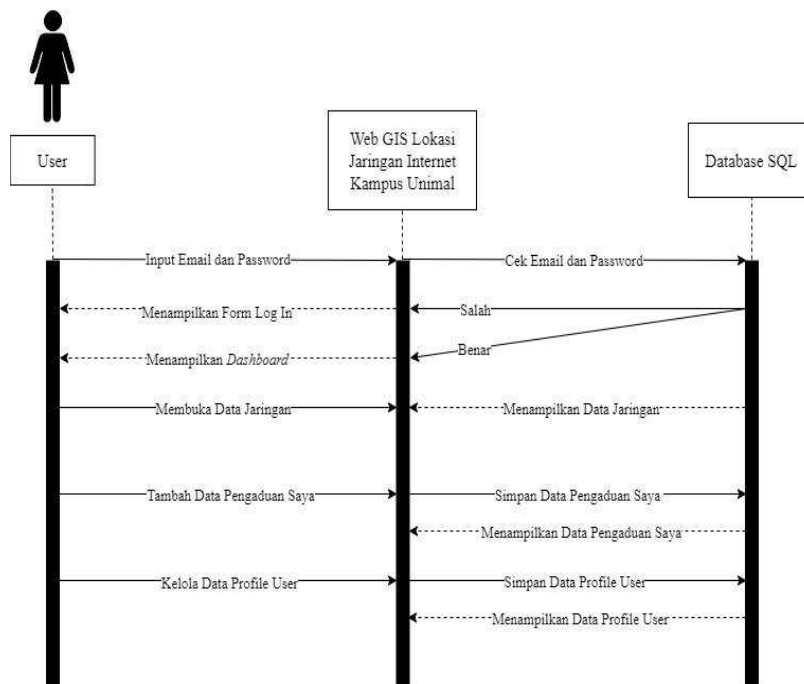 User
Web GIS Lokasi
Jaringan Internet
Kampus Unimal
Database SQL
Input Email dan Password
Cek Email dan Password
Menampilkan Form Log In
Salah
Menampilkan Dashboard
Benar
Membuka Data Jaringan
Menampilkan Data Jaringan
Tambah Data Pengaduan Saya
Simpan Data Pengaduan Saya
Menampilkan Data Pengaduan Saya
Kelola Data Profile User
Simpan Data Profile User
Menampilkan Data Profile User